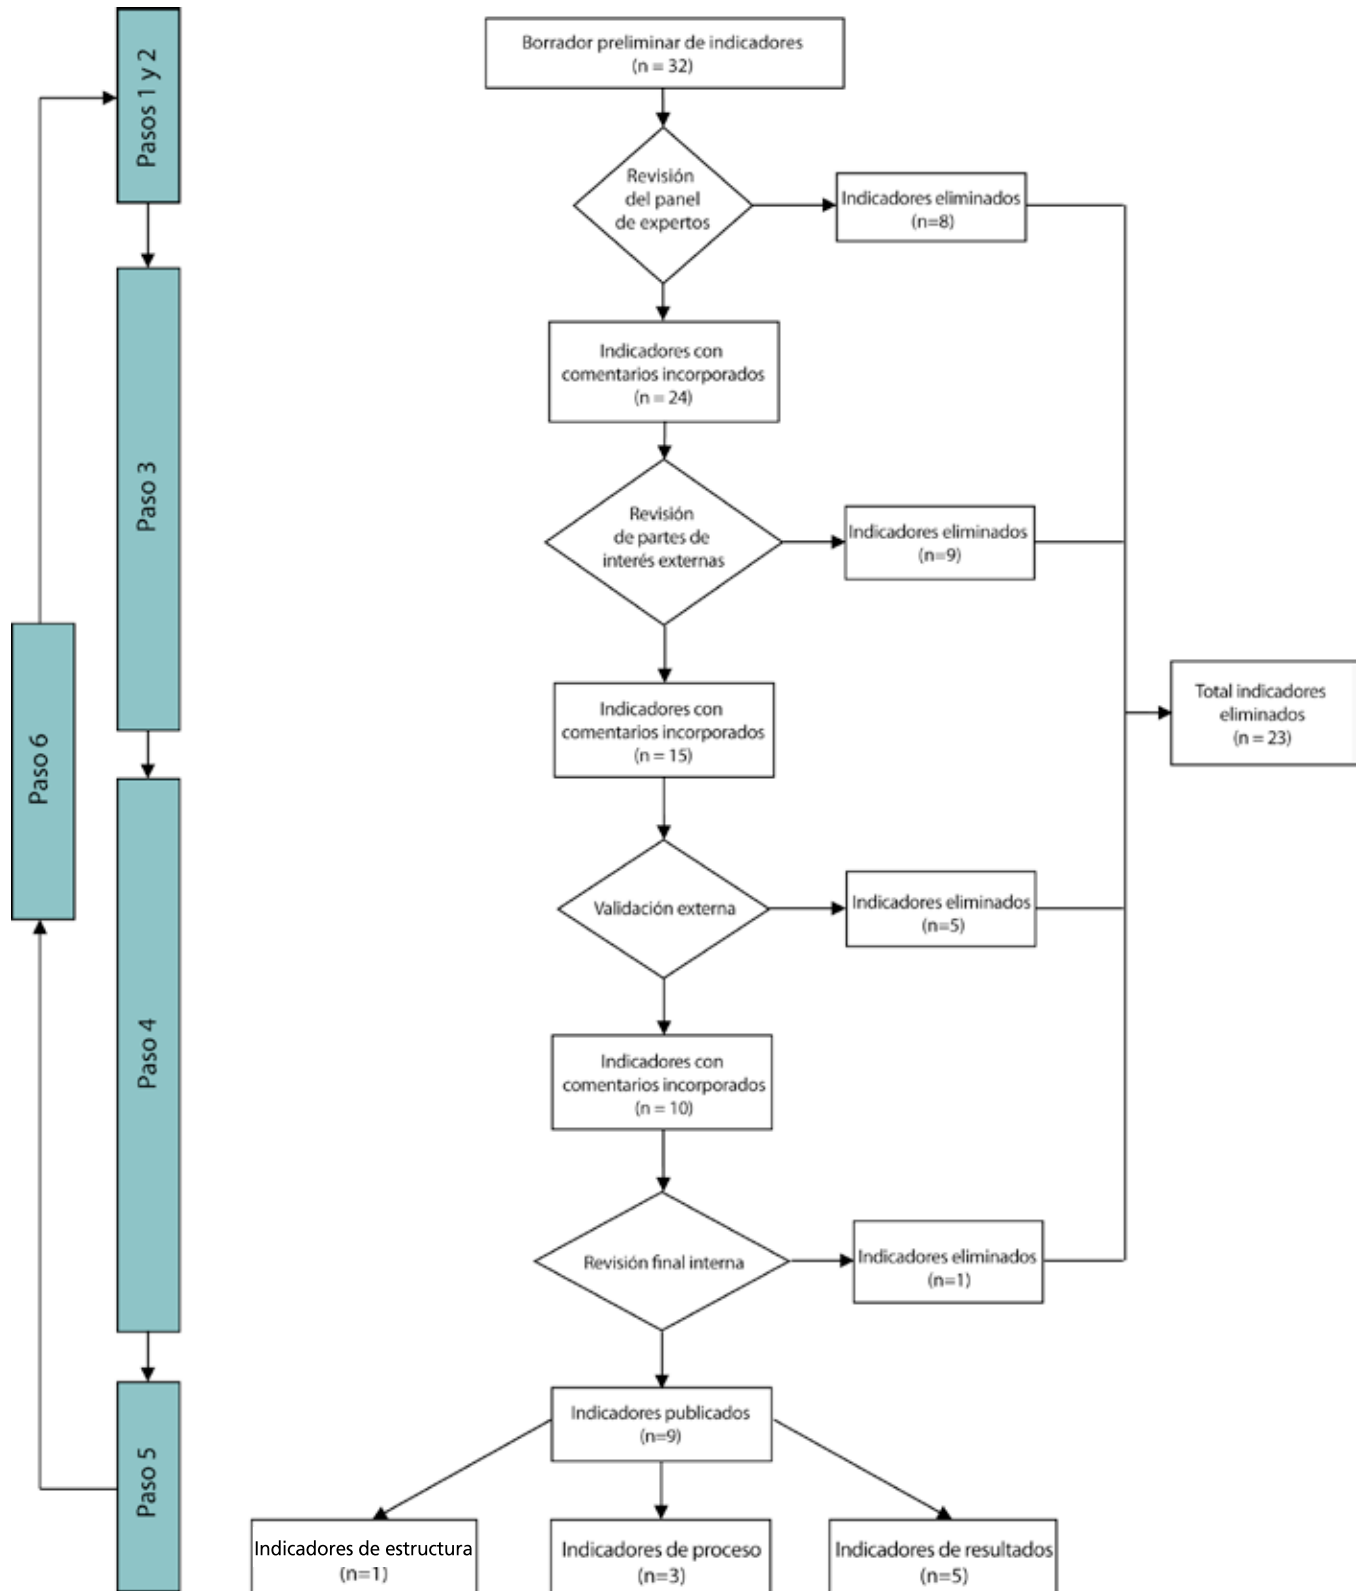 Pasos 1 y 2
Paso 3
Paso 6
Paso 4
Paso 5
Borrador preliminar de indicadores
(n = 32)
Revisión
del panel
de expertos
Indicadores eliminados
(n=8)
Indicadores con
comentarios incorporados
(n = 24)
Revisión
de partes de
interés externas
Indicadores eliminados
(n=9)
Indicadores con
comentarios incorporados
(n = 15)
Total indicadores
eliminados
(n = 23)
Validación externa
Indicadores eliminados
(n=5)
Indicadores con
comentarios incorporados
(n = 10)
Revisión final interna
Indicadores eliminados
(n=1)
Indicadores publicados
(n=9)
Indicadores de estructura
(n=1)
Indicadores de proceso
(n=3)
Indicadores de resultados
(n=5)